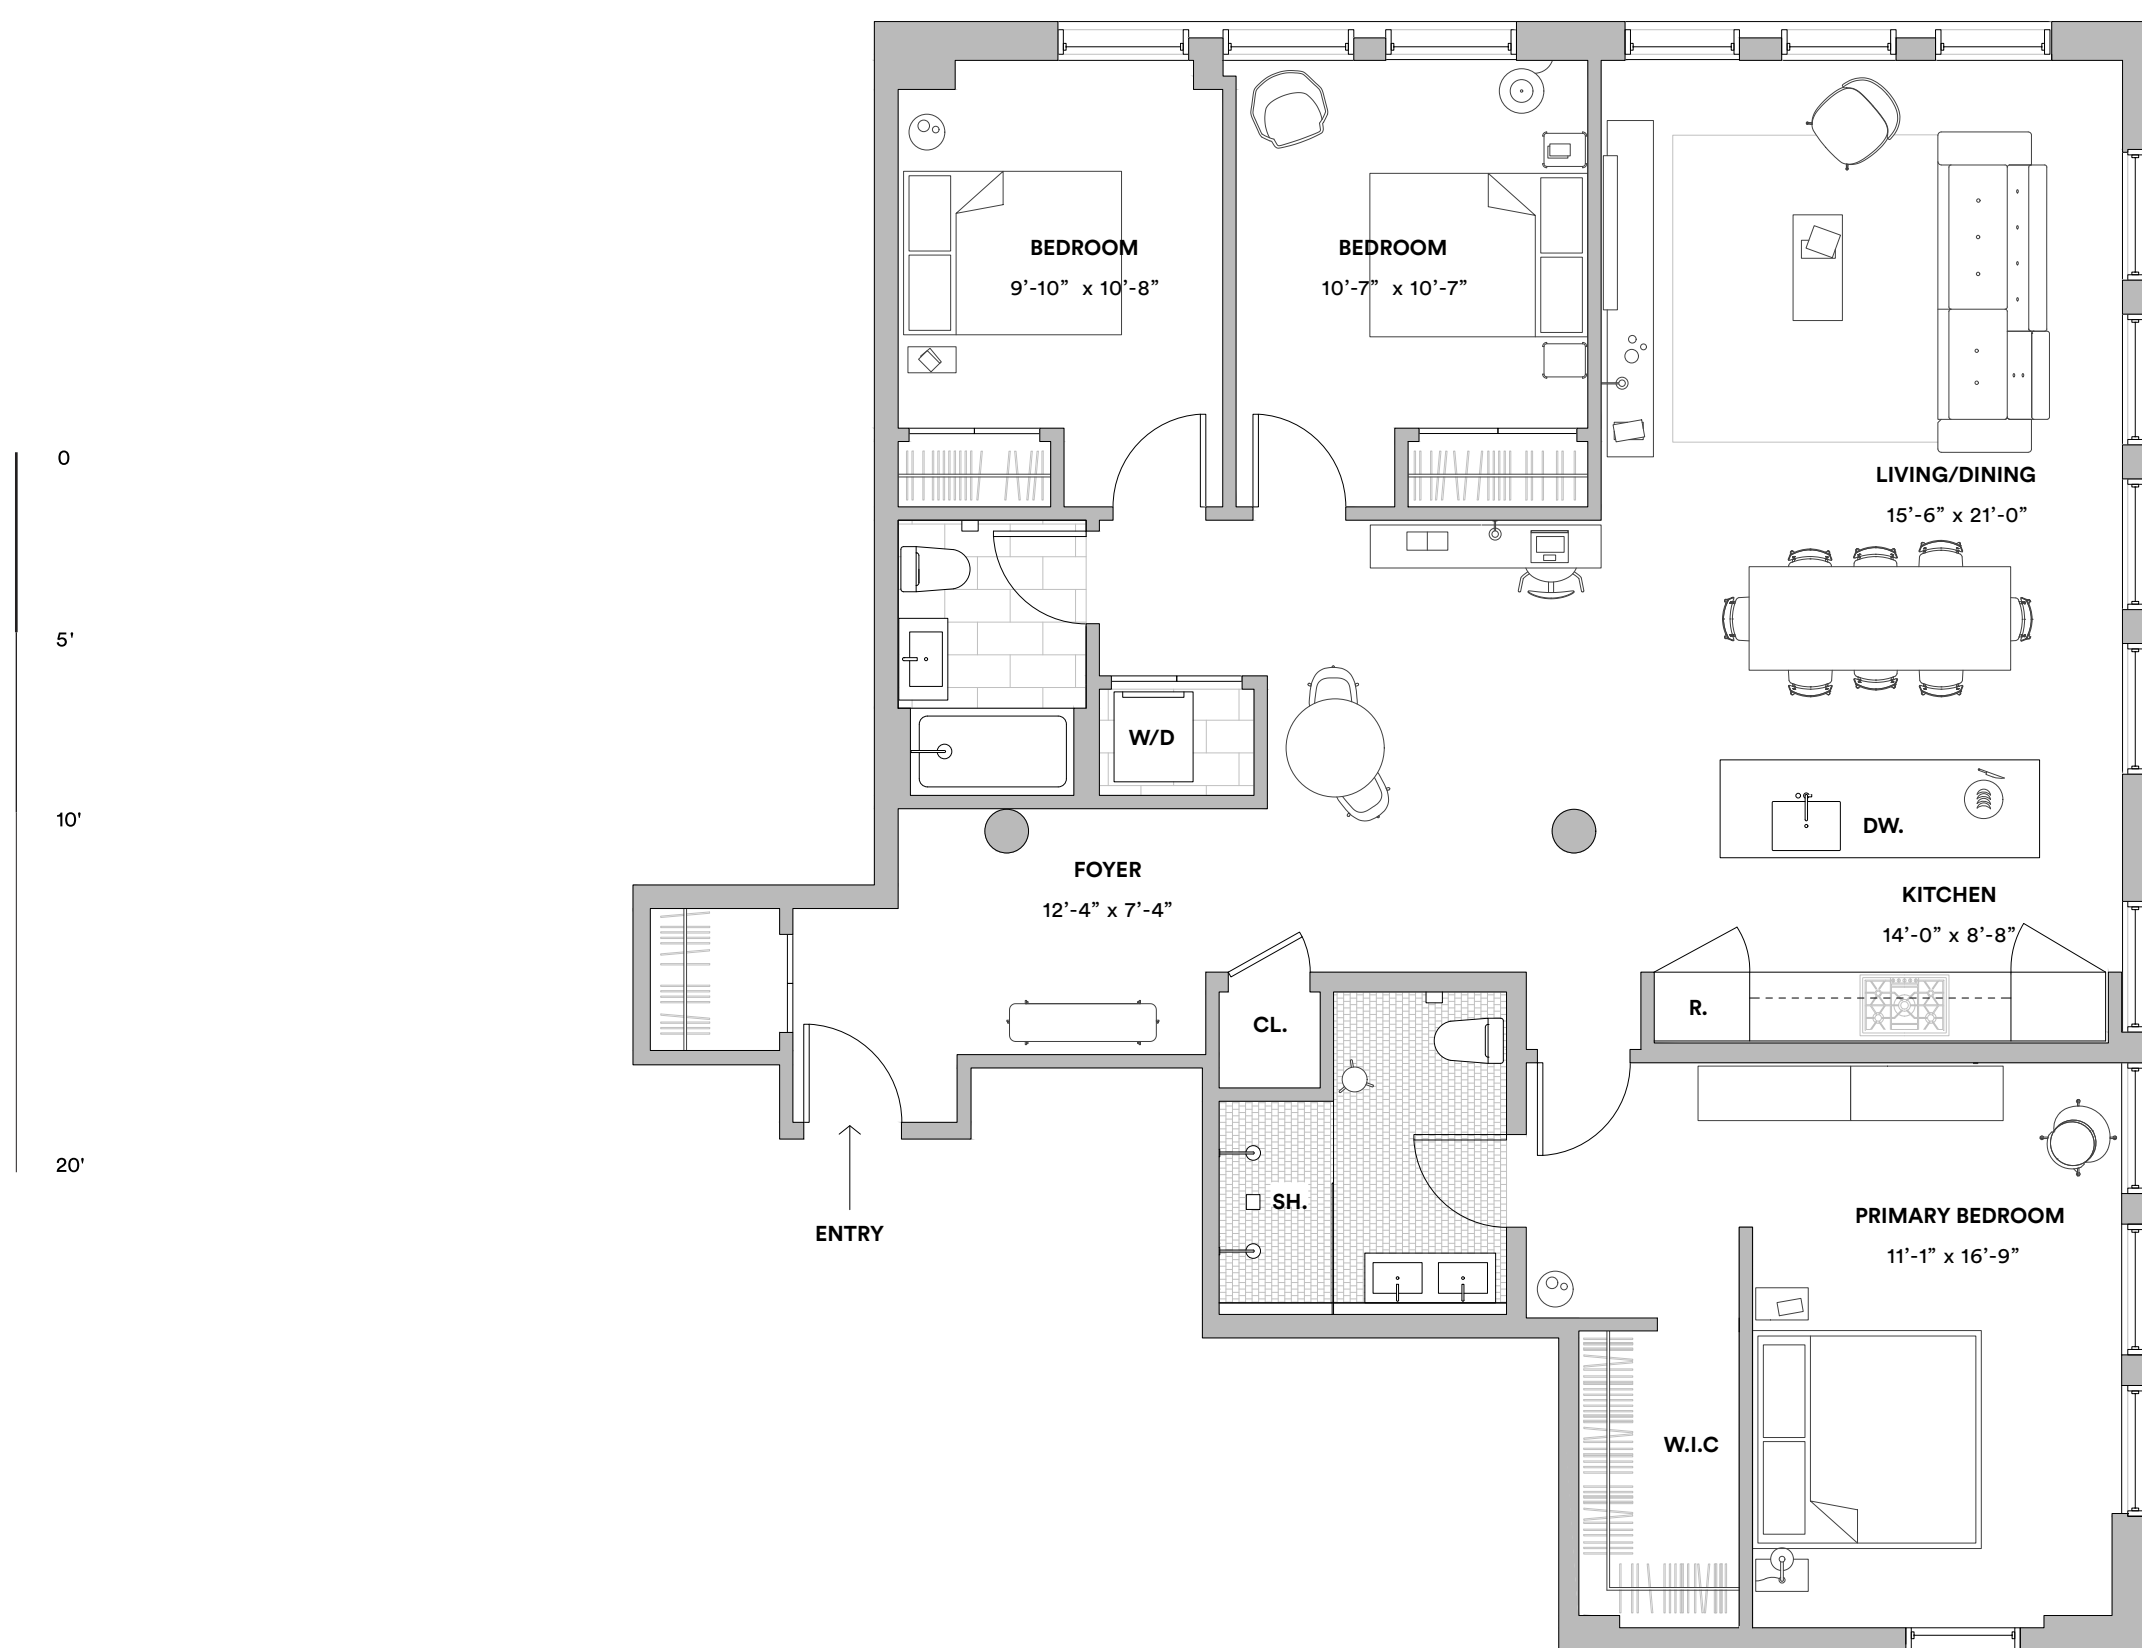 BEDROOM
9’-10”  x 10’-8”
BEDROOM
10’-7”  x 10’-7”
0
LIVING/DINING
15’-6” x 21’-0”
5'
W/D
10'
DW.
FOYER
12’-4” x 7’-4”
KITCHEN
14’-0” x 8’-8”
R.
CL.
20'
SH.
ENTRY
PRIMARY BEDROOM
11’-1” x 16’-9”
W.I.C